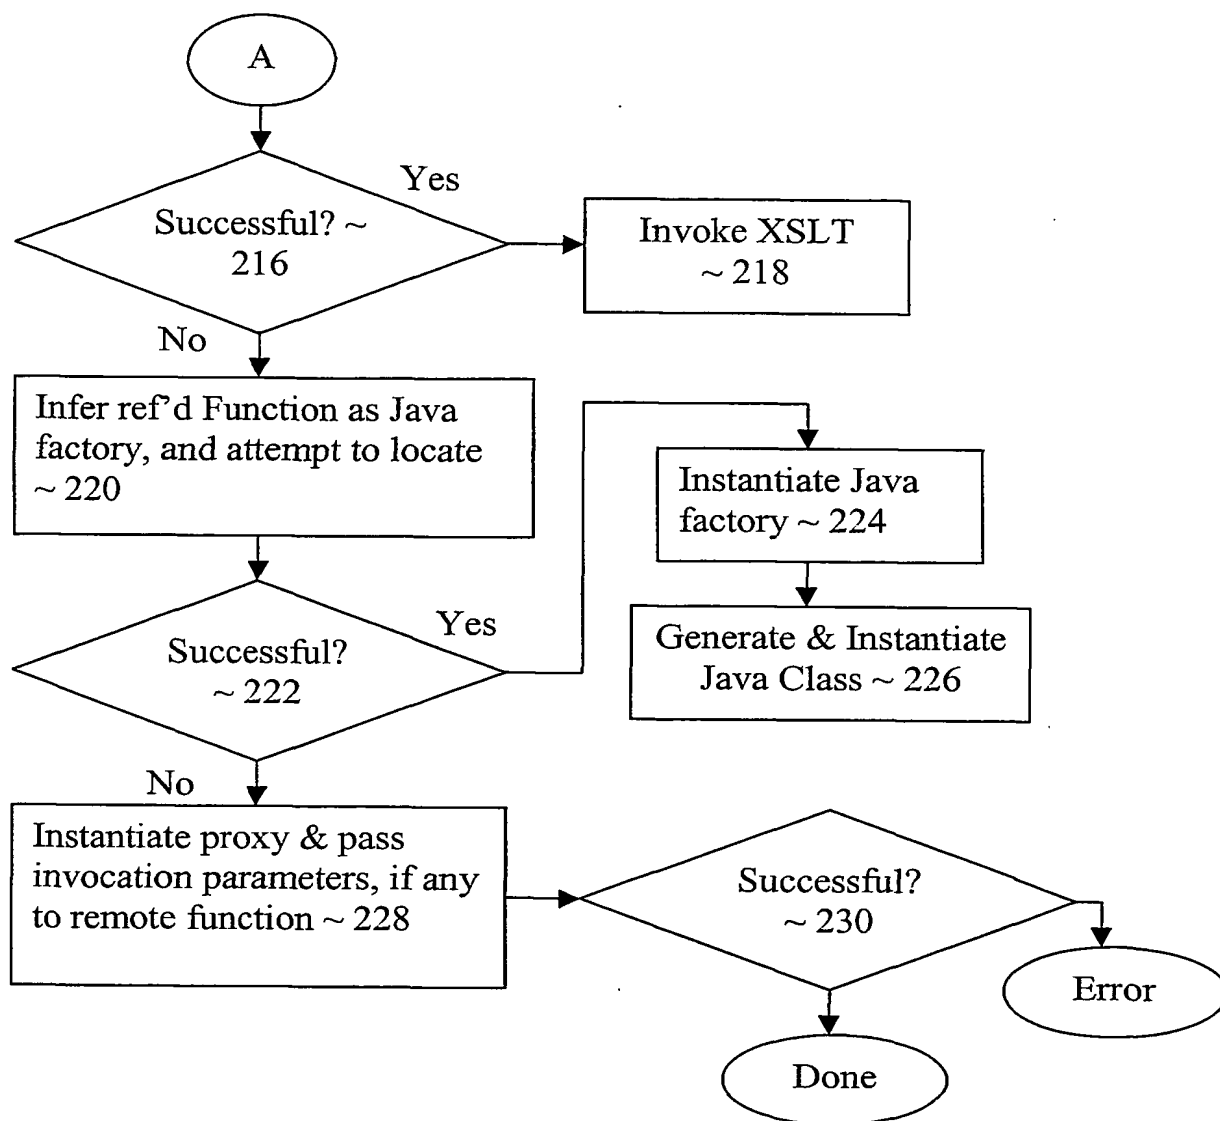 A
Yes
Successful? ~
216
Invoke XSLT
~ 218
No
Infer ref'd Function as Java
factory, and attempt to locate
~ 220
Instantiate Java
factory ~ 224
Yes
Successful?
~ 222
Generate & Instantiate
Java Class ~ 226
No
Instantiate proxy & pass
invocation parameters, if any
to remote function ~ 228
Successful?
~ 230
Error
Done